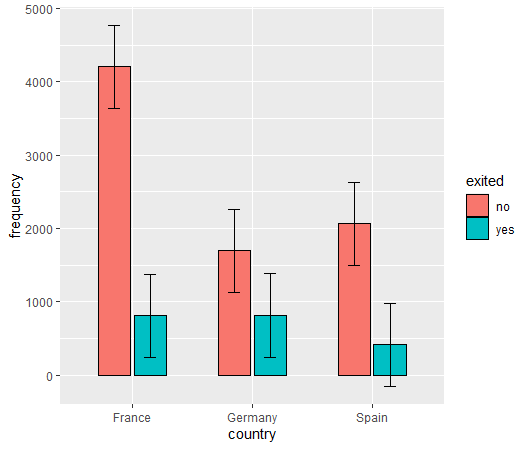 5000
4000
3000
2000
1000
0
frequency
France Germany Spain
country
exited
no
yes